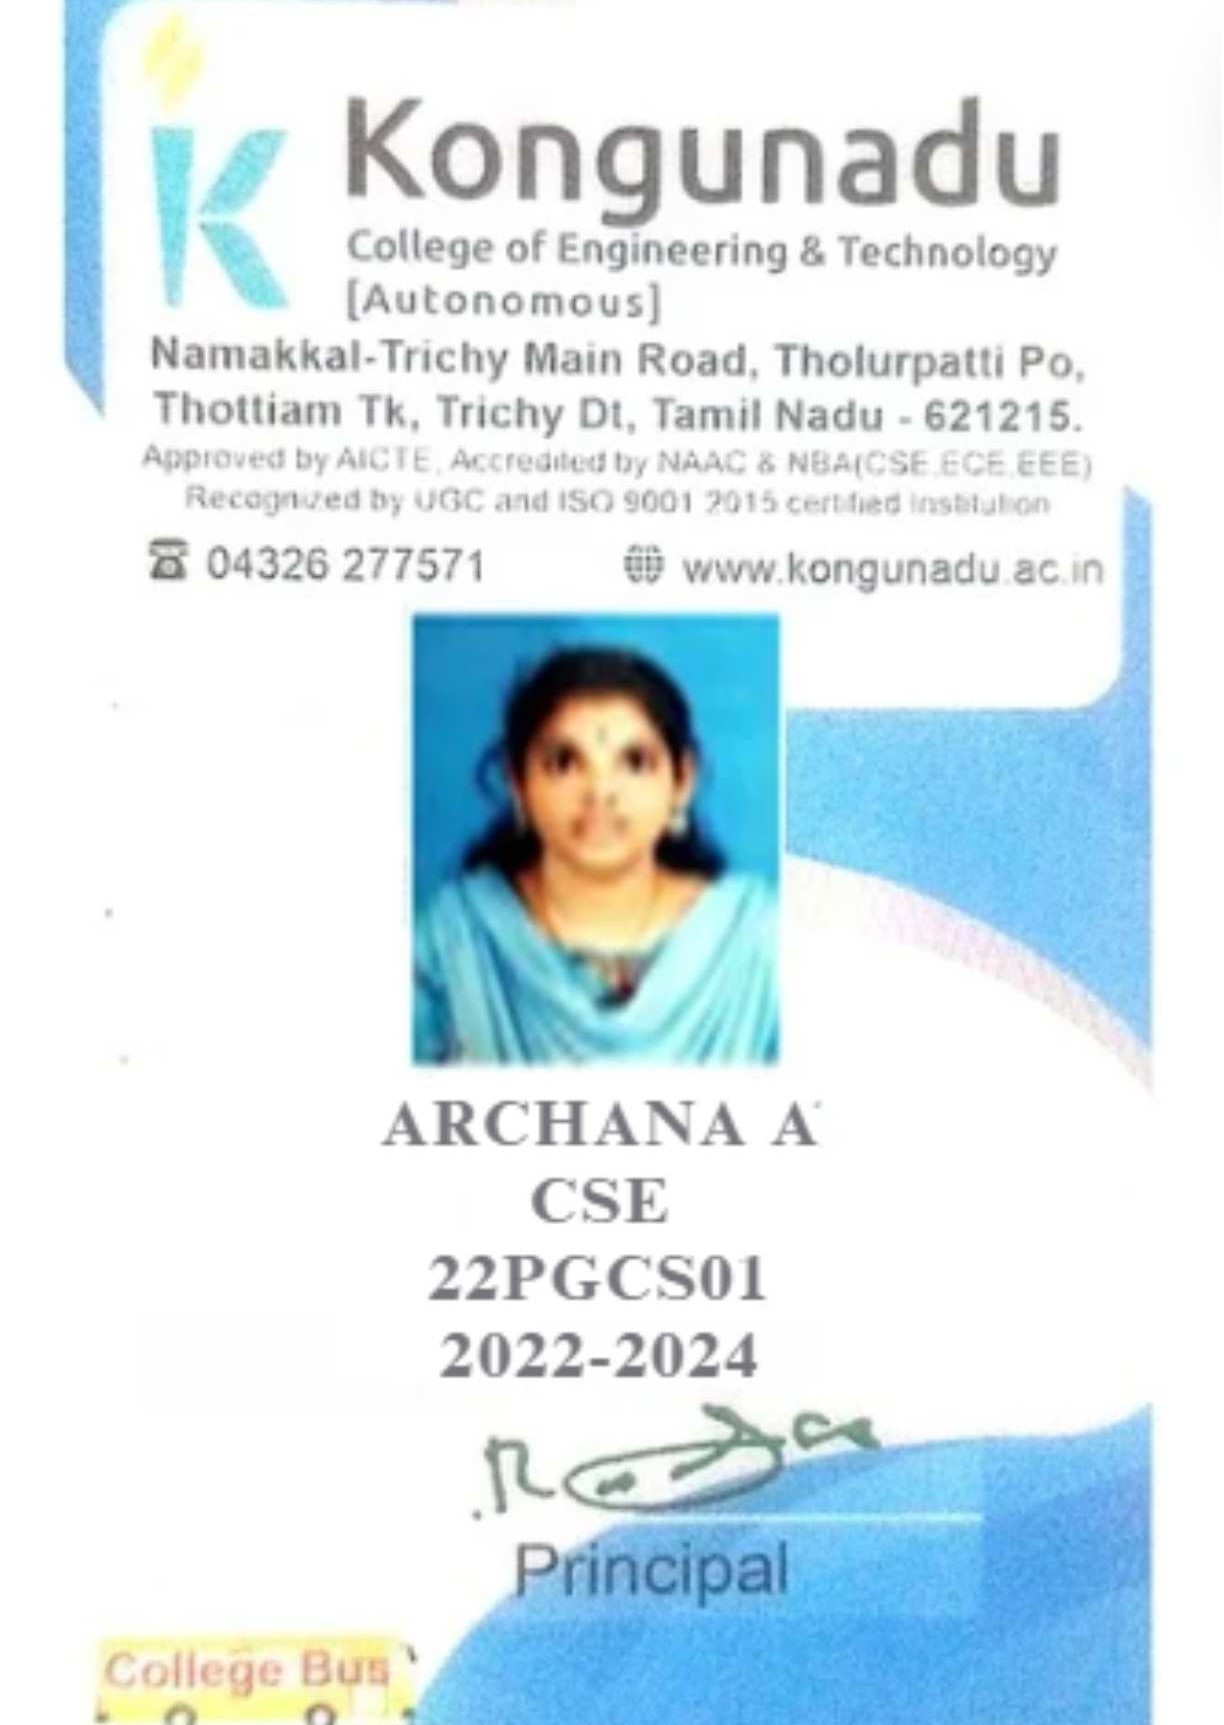 Kongunadu
College of Engineering & Technology
[Autonomous]
Namakkal-Trichy Main Road, Tholurpatti Po,
Thottiam Tk, Trichy Dt, Tamil Nadu - 621215.
Approved by AICTE, Accredited by NAAC & NBA(CSE,ECE,EEE)
Recognized by UGC and ISO 9001 2015 certified Institution
04326 277571
www.kongunadu.ac.in
ARCHANA A
CSE
22PGCS01
2022-2024
Principal
College Bus